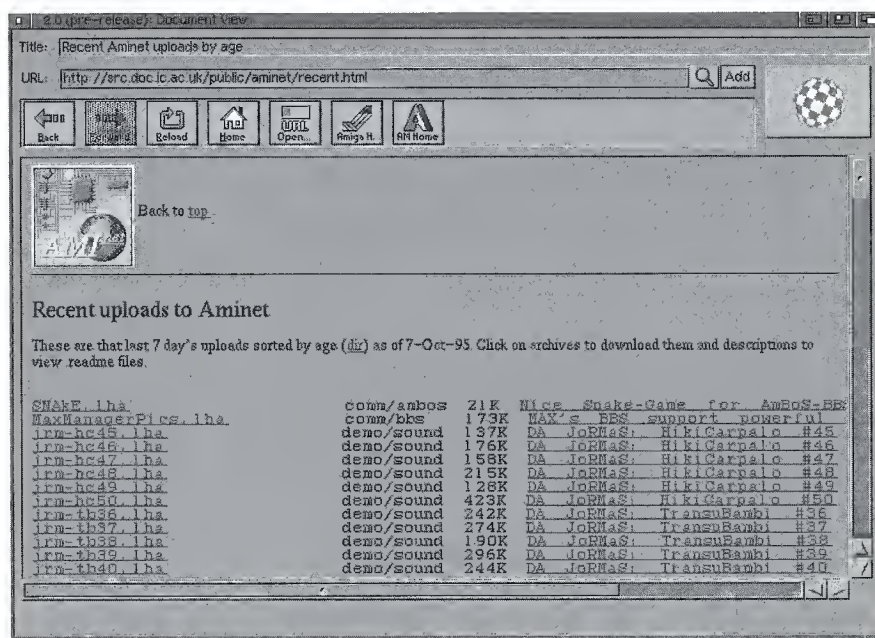 2.0 (pre-release): Document View
Title: Recent Aminet uploads by age
URL: http://src.doc.ic.ac.uk/public/aminet/recent.html Add
Back Forward Reload Home Open... Amiga H. AM Home
AMI
Back to top.
Recent uploads to Aminet
These are that last 7 day's uploads sorted by age (dir) as of 7-Oct-95. Click on archives to download them and descriptions to
view .readme files.
SNAkE.lha comm/ambos 21K Nice Snake-Game for AmBoS-BB
MaxManagerPics.lha comm/bbs 173K MAX's BBS support powerful
jrm-hc45.lha demo/sound 137K DA JoRMaS: HikiCarpalo #45
jrm-hc46.lha demo/sound 176K DA JoRMaS: HikiCarpalo #46
jrm-hc47.lha demo/sound 158K DA JoRMaS: HikiCarpalo #47
jrm-hc48.lha demo/sound 215K DA JoRMaS: HikiCarpalo #48
jrm-hc49.lha demo/sound 128K DA JoRMaS: HikiCarpalo #49
jrm-hc50.lha demo/sound 423K DA JoRMaS: HikiCarpalo #50
jrm-tb36.lha demo/sound 242K DA JoRMaS: TransuBambi #36
jrm-tb37.lha demo/sound 274K DA JoRMaS: TransuBambi #37
jrm-tb38.lha demo/sound 190K DA JoRMaS: TransuBambi #38
jrm-tb39.lha demo/sound 296K DA JoRMaS: TransuBambi #39
jrm-tb40.lha demo/sound 244K DA JoRMaS: TransuBambi #40